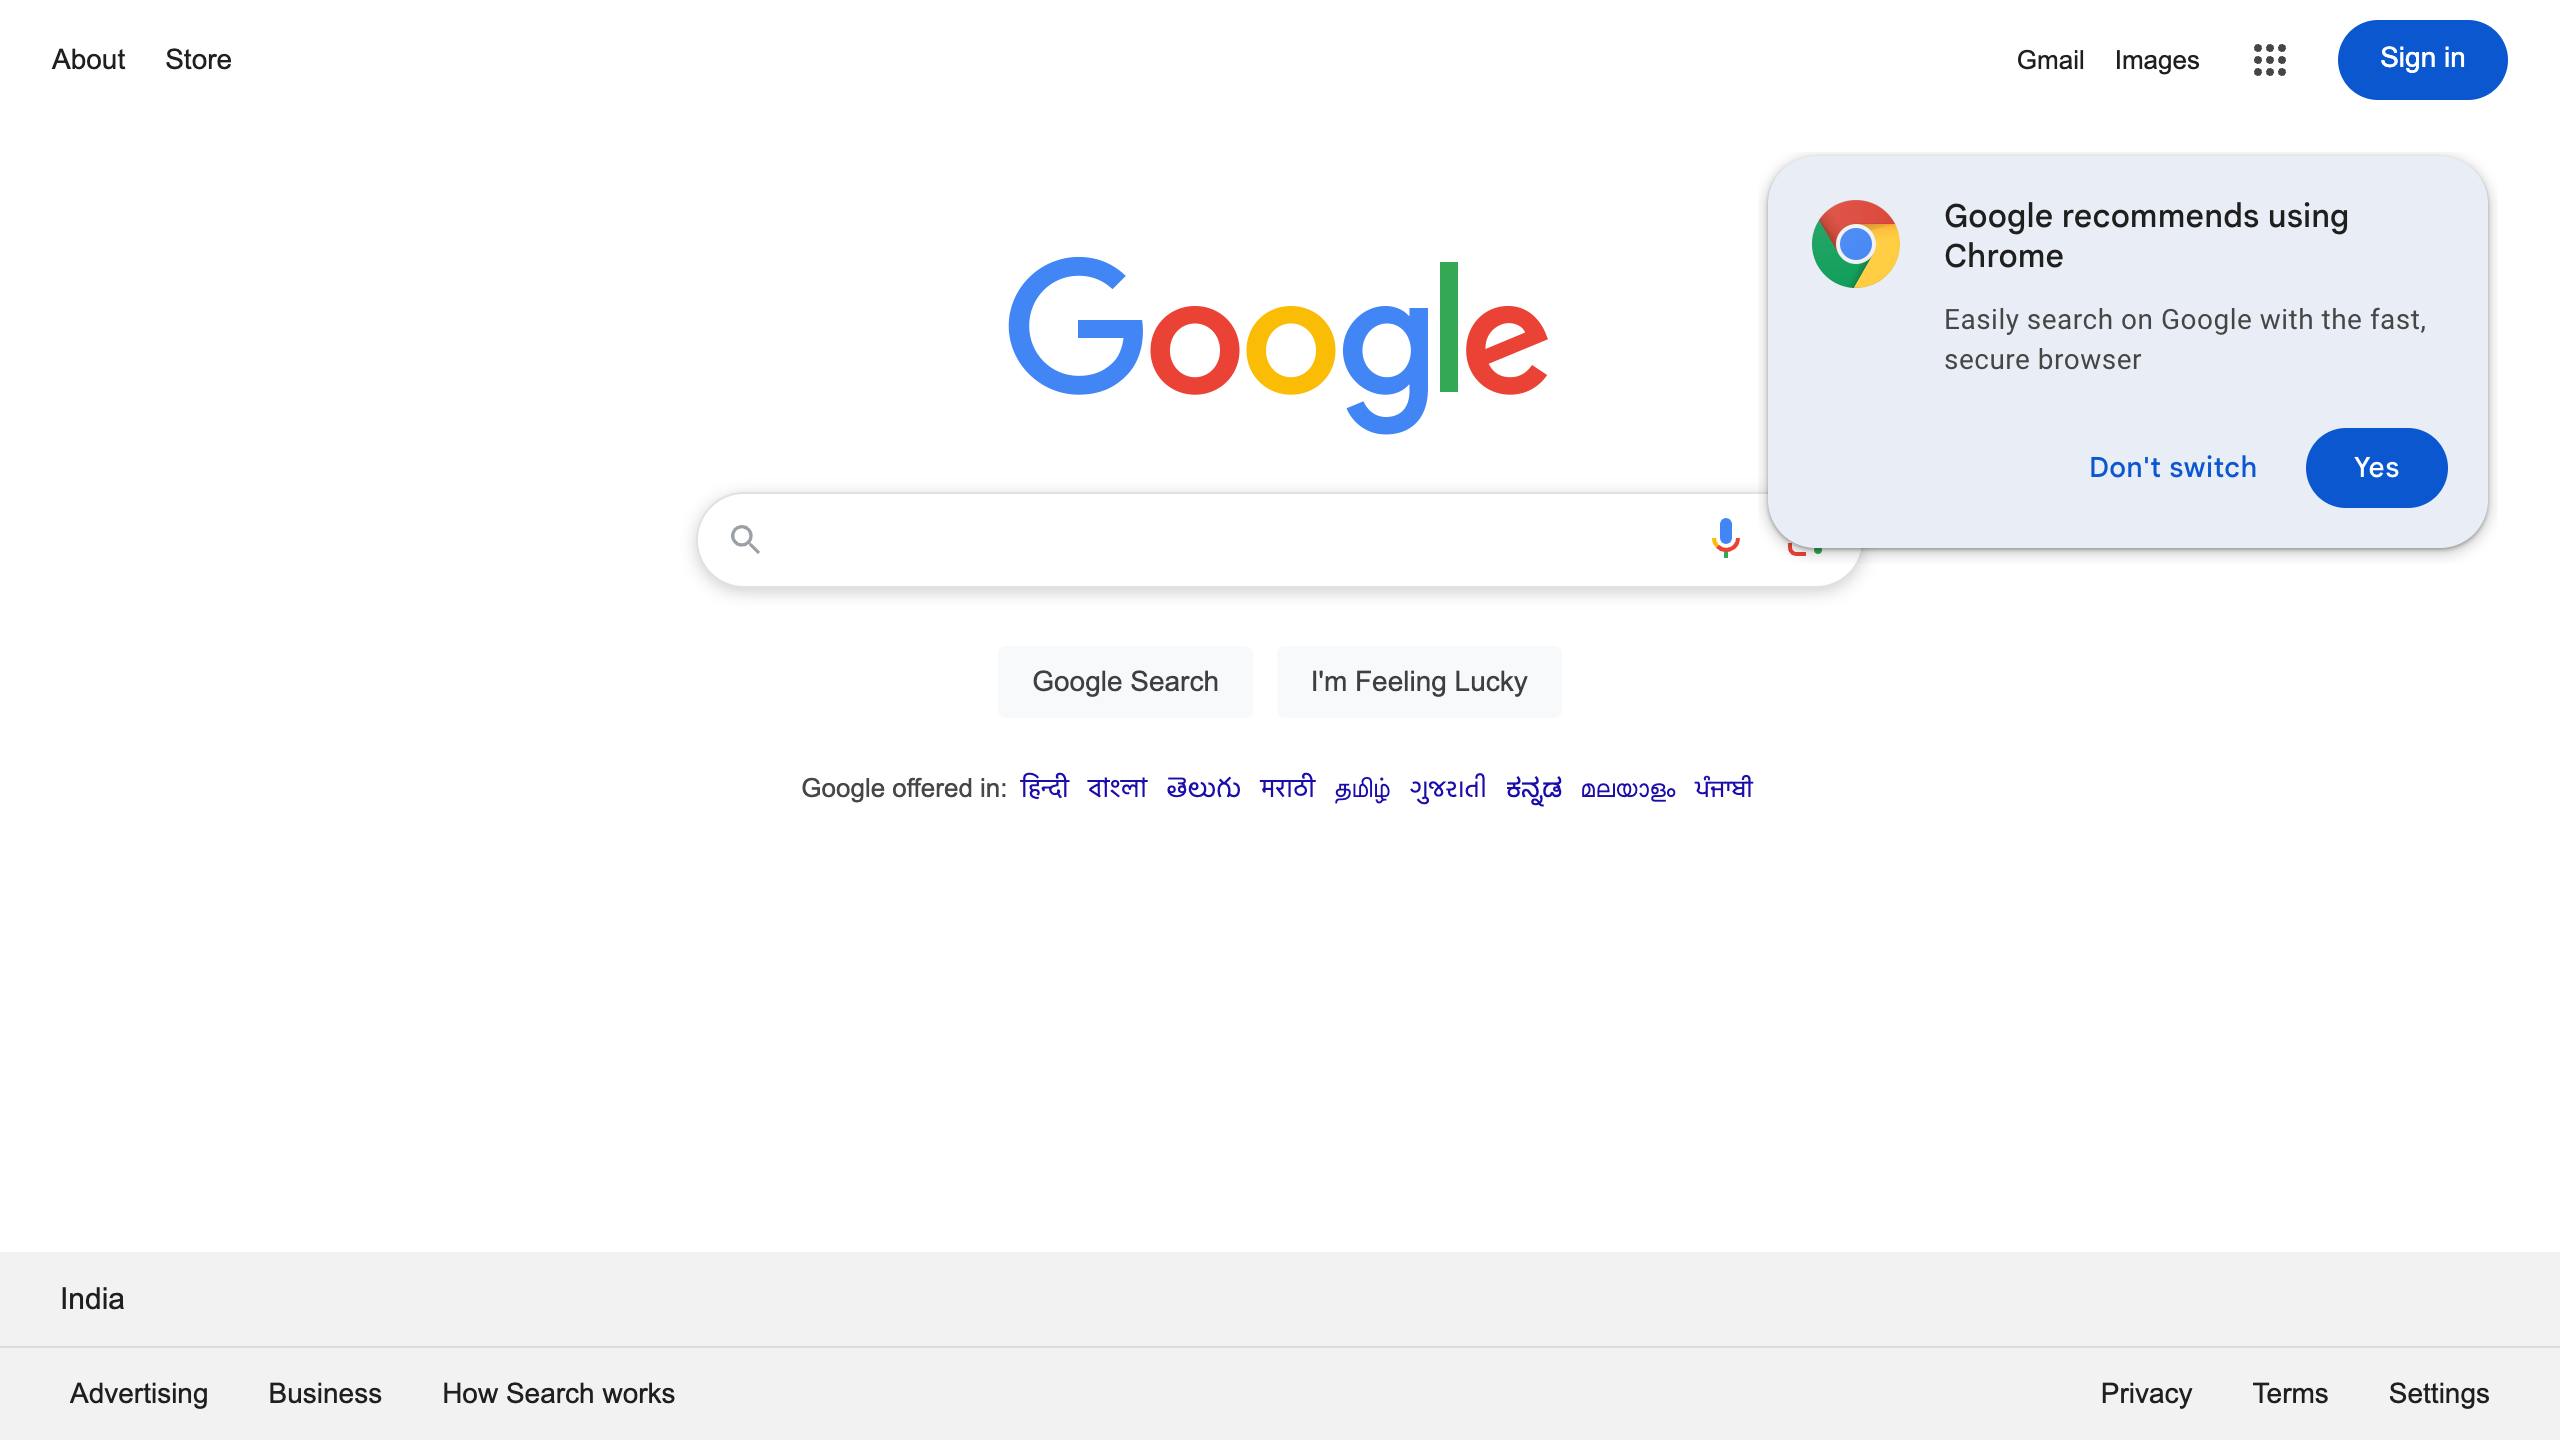 About Store
Gmail Images Sign in
Google
Google recommends using
Chrome
Easily search on Google with the fast,
secure browser
Don't switch Yes
Google Search I'm Feeling Lucky
Google offered in: हिन्दी বাংলা తెలుగు मराठी தமிழ் ગુજરાતી ಕನ್ನಡ മലയാളം ਪੰਜਾਬੀ
India
Advertising Business How Search works
Privacy Terms Settings